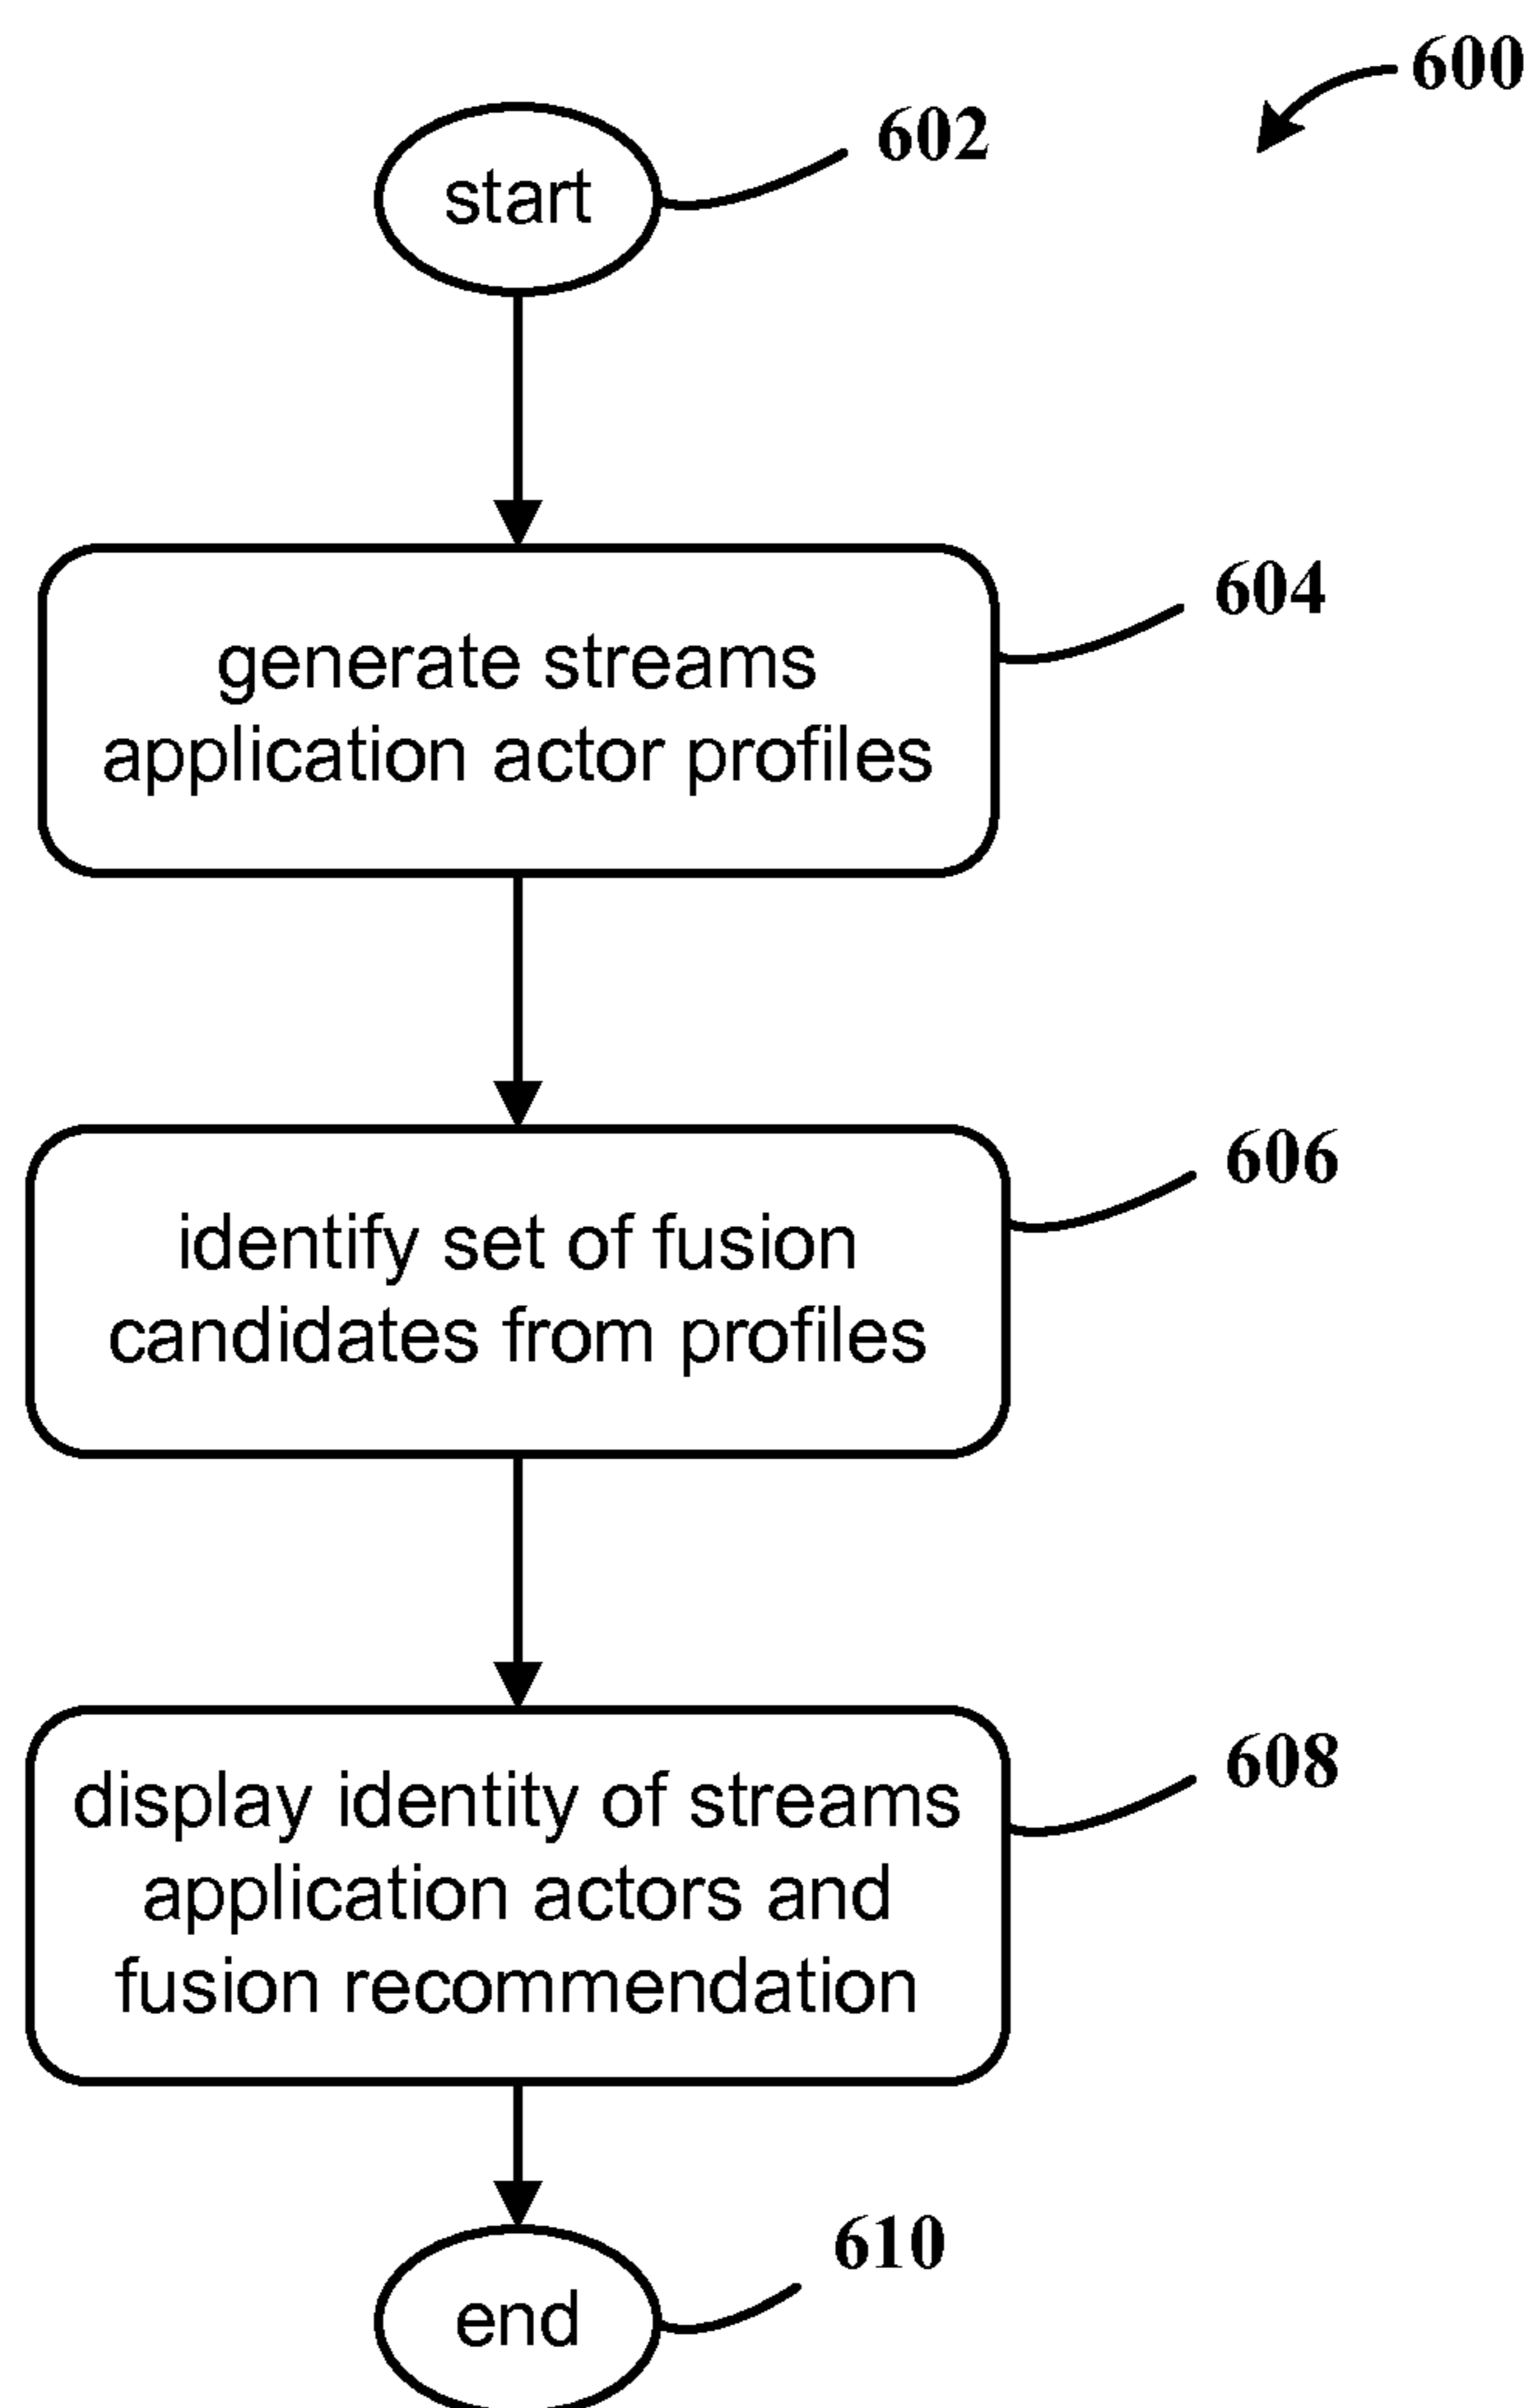 600
602
start
604
generate streams
application actor profiles
606
identify set of fusion
candidates from profiles
608
display identity of streams
application actors and
fusion recommendation
610
end